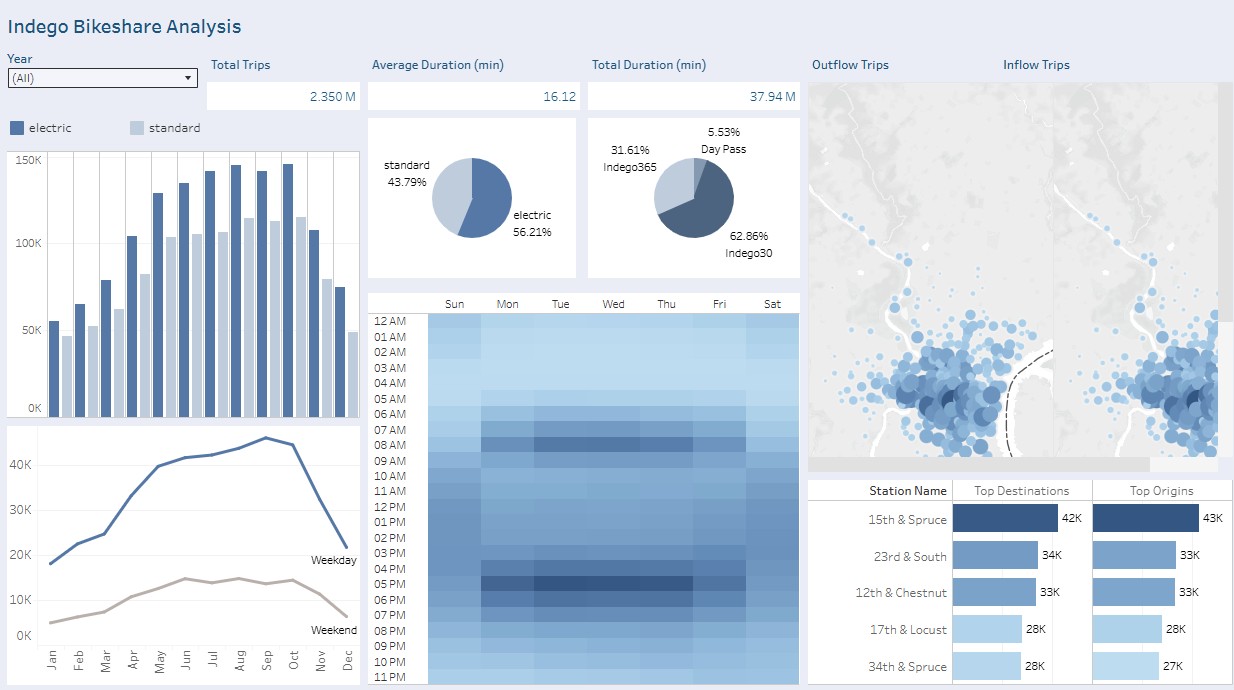 Indego Bikeshare Analysis
Year
(All)
Total Trips
2.350 M
Average Duration (min)
16.12
Total Duration (min)
37.94 M
Outflow Trips
Inflow Trips
electric
standard
150K
100K
50K
0K
standard
43.79%
electric
56.21%
5.53%
Day Pass
31.61%
Indego365
62.86%
Indego30
40K
30K
20K
10K
0K
Weekday
Weekend
Jan
Feb
Mar
Apr
May
Jun
Jul
Aug
Sep
Oct
Nov
Dec
Sun Mon Tue Wed Thu Fri Sat
12 AM
01 AM
02 AM
03 AM
04 AM
05 AM
06 AM
07 AM
08 AM
09 AM
10 AM
11 AM
12 PM
01 PM
02 PM
03 PM
04 PM
05 PM
06 PM
07 PM
08 PM
09 PM
10 PM
11 PM
Station Name Top Destinations Top Origins
15th & Spruce 42K 43K
23rd & South 34K 33K
12th & Chestnut 33K 33K
17th & Locust 28K 28K
34th & Spruce 28K 27K